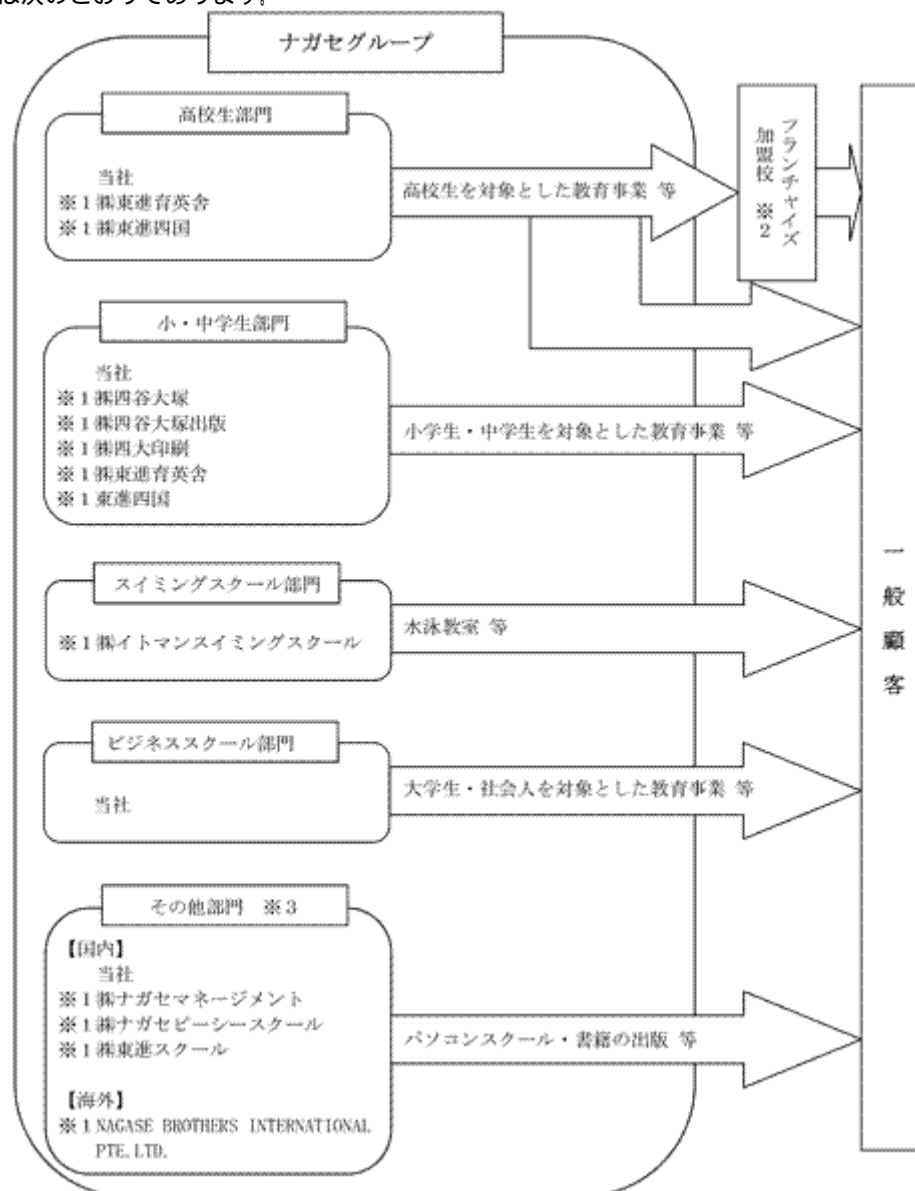 は次のとおりであります。
ナガセグループ
高校生部門
当社
※1㈱東進育英舎
※1㈱東進四国
高校生を対象とした教育事業 等
フランチャイズ
加盟校 ※2
小・中学生部門
当社
※1㈱四谷大塚
※1㈱四谷大塚出版
※1㈱四大印刷
※1㈱東進育英舎
※1東進四国
小学生・中学生を対象とした教育事業 等
スイミングスクール部門
※1㈱イトマンスイミングスクール
水泳教室 等
ビジネススクール部門
当社
大学生・社会人を対象とした教育事業 等
その他部門 ※3
【国内】
当社
※1㈱ナガセマネージメント
※1㈱ナガセピーシースクール
※1㈱東進スクール
【海外】
※1 NAGASE BROTHERS INTERNATIONAL
PTE.LTD.
パソコンスクール・書籍の出版 等
一般顧客